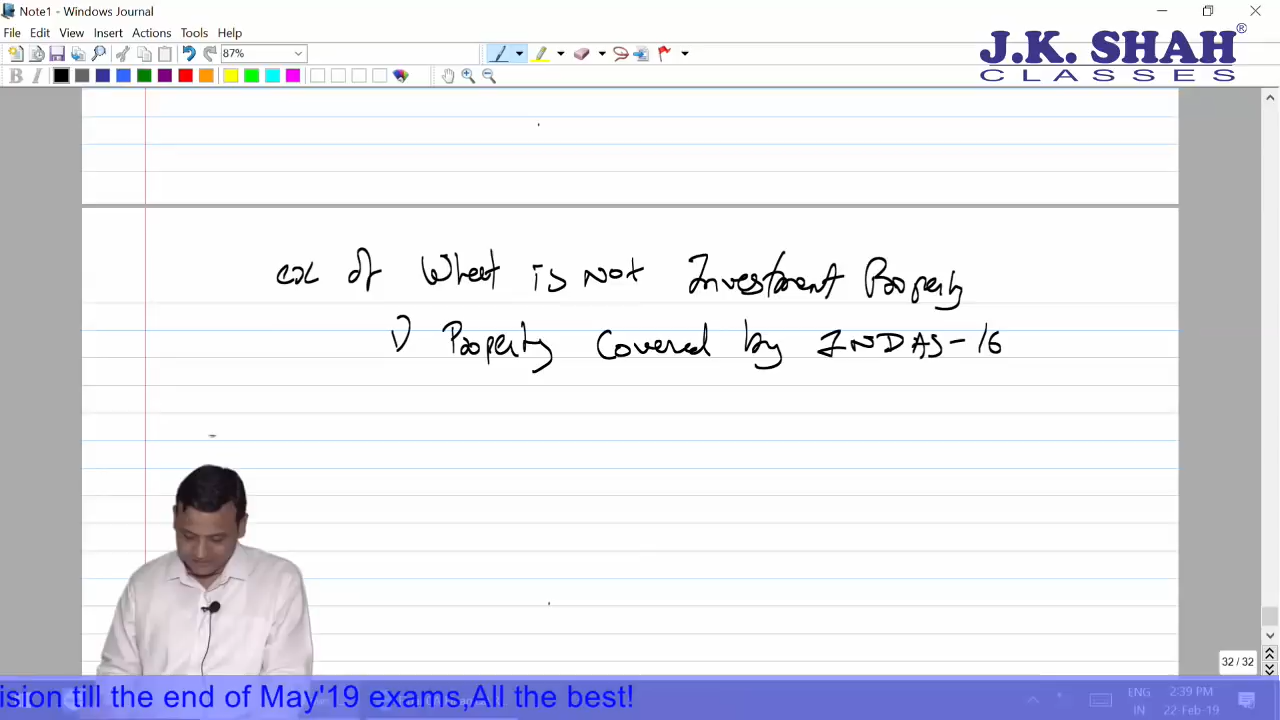 Note1 - Windows Journal
File Edit View Insert Actions Tools Help
87%
B I
J.K. SHAH®
CLASSES
ex of What is Not Investment Property
1) Property Covered by INDAS-16
32 / 32
ision till the end of May'19 exams,All the best!
ENG
IN
2:39 PM
22-Feb-19